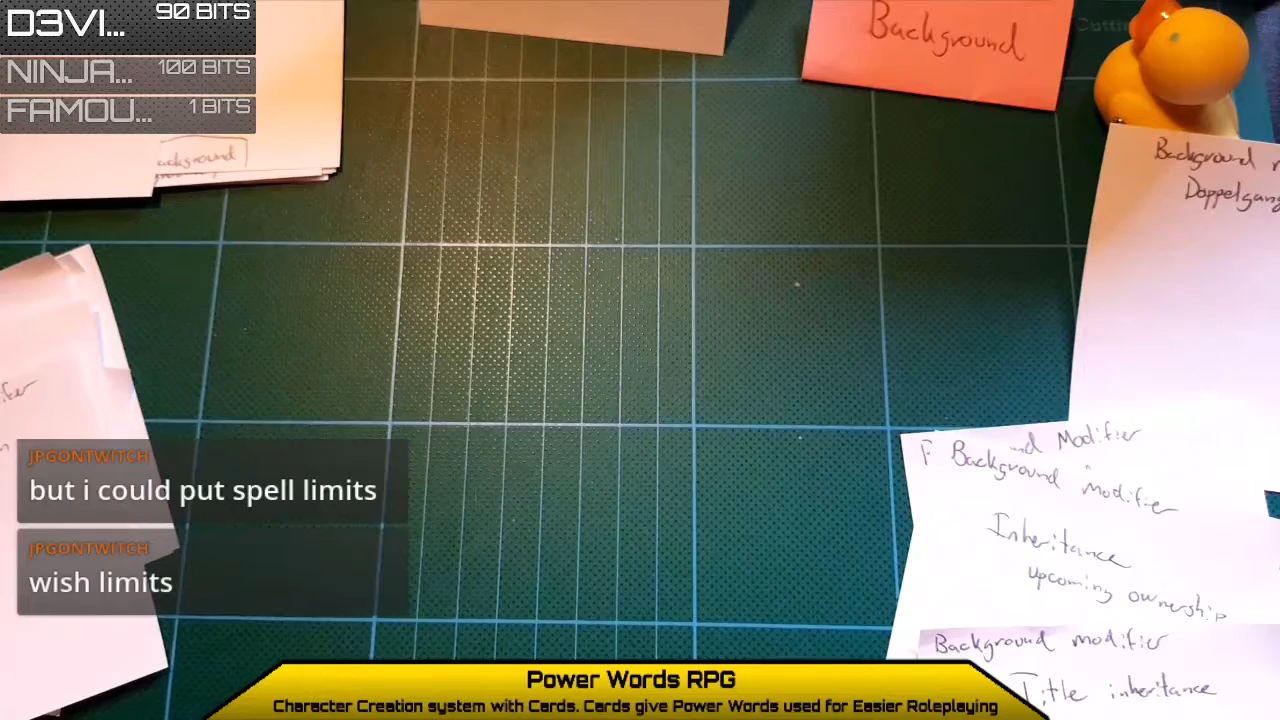 D3VI...
90 BITS
NINJA...
100 BITS
FAMOU...
1 BITS
Background
Background
Background
Doppelgang
Background Modifier
Inheritance
upcoming ownership
Background modifier
Title inheritance
JPGONTWITCH
but i could put spell limits
JPGONTWITCH
wish limits
Power Words RPG
Character Creation system with Cards. Cards give Power Words used for Easier Roleplaying